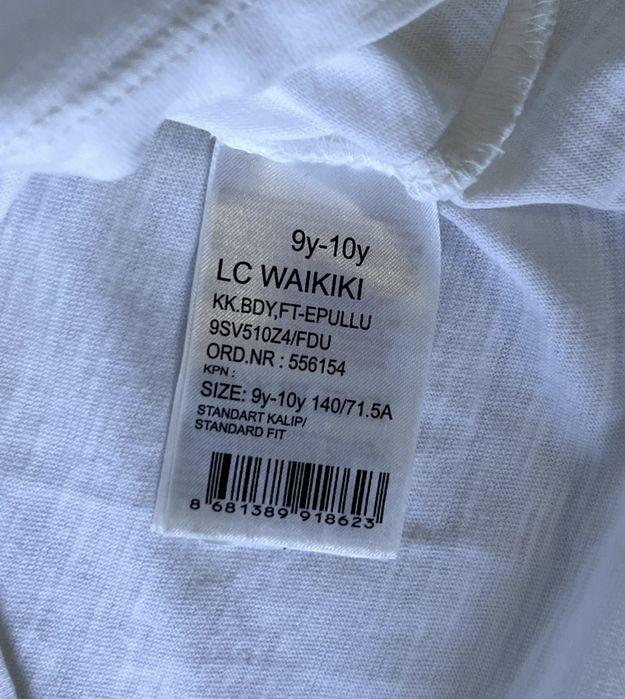 9y-10y
LC WAIKIKI
KK.BDY,FT-EPULLU
9SV510Z4/FDU
ORD.NR : 556154
KPN :
SIZE: 9y-10y 140/71.5A
STANDART KALIP/
STANDARD FIT
8 681389 918623